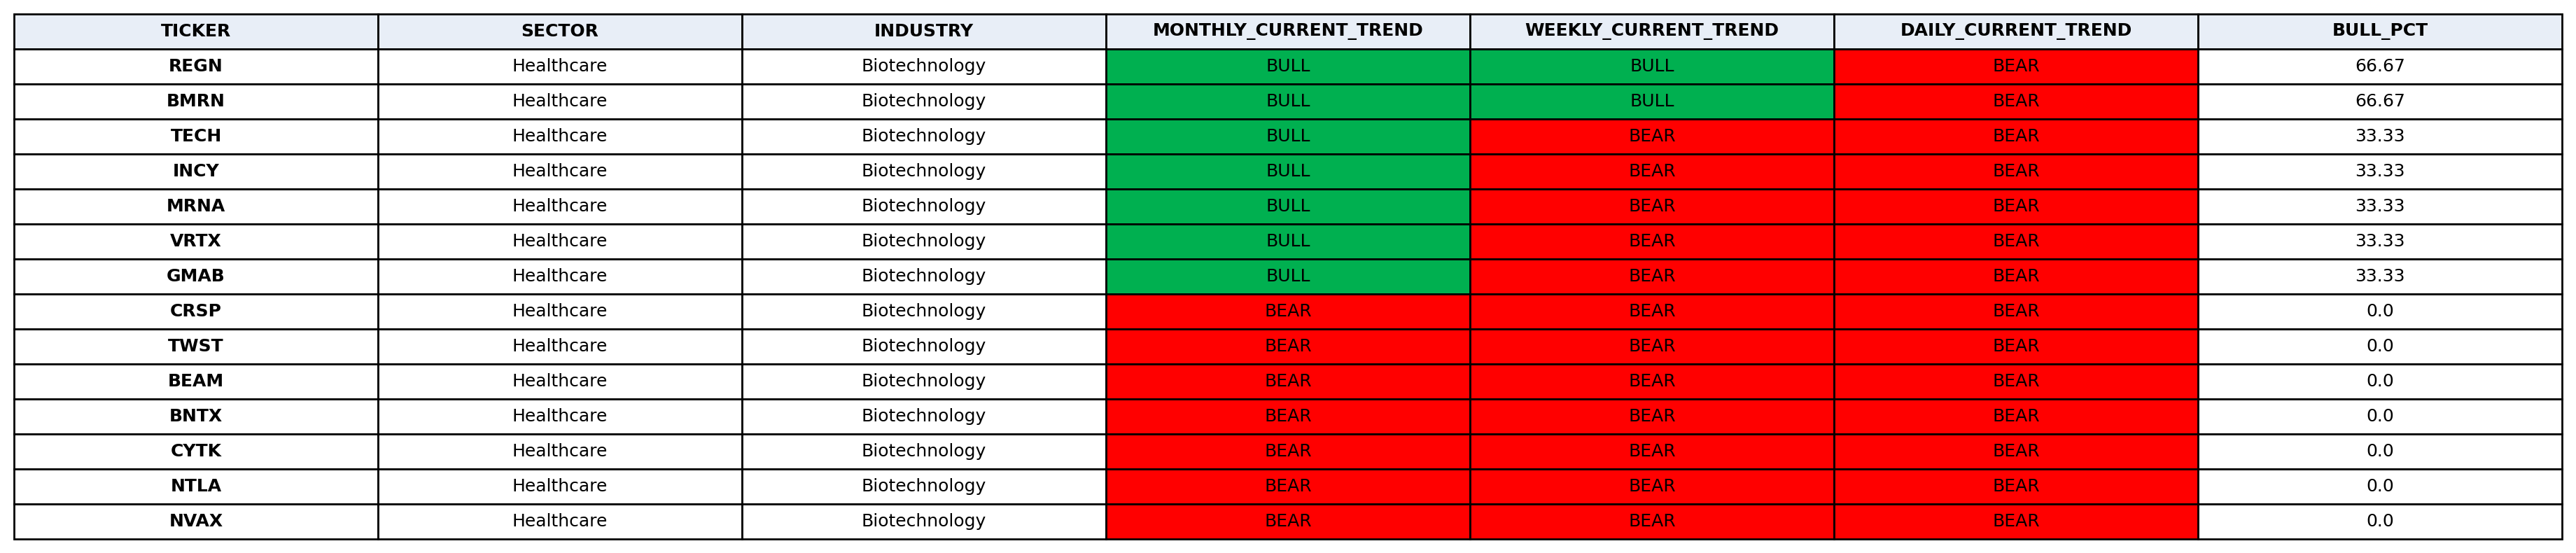 TICKER SECTOR INDUSTRY MONTHLY_CURRENT_TREND WEEKLY_CURRENT_TREND DAILY_CURRENT_TREND BULL_PCT
REGN Healthcare Biotechnology BULL BULL BEAR 66.67
BMRN Healthcare Biotechnology BULL BULL BEAR 66.67
TECH Healthcare Biotechnology BULL BEAR BEAR 33.33
INCY Healthcare Biotechnology BULL BEAR BEAR 33.33
MRNA Healthcare Biotechnology BULL BEAR BEAR 33.33
VRTX Healthcare Biotechnology BULL BEAR BEAR 33.33
GMAB Healthcare Biotechnology BULL BEAR BEAR 33.33
CRSP Healthcare Biotechnology BEAR BEAR BEAR 0.0
TWST Healthcare Biotechnology BEAR BEAR BEAR 0.0
BEAM Healthcare Biotechnology BEAR BEAR BEAR 0.0
BNTX Healthcare Biotechnology BEAR BEAR BEAR 0.0
CYTK Healthcare Biotechnology BEAR BEAR BEAR 0.0
NTLA Healthcare Biotechnology BEAR BEAR BEAR 0.0
NVAX Healthcare Biotechnology BEAR BEAR BEAR 0.0